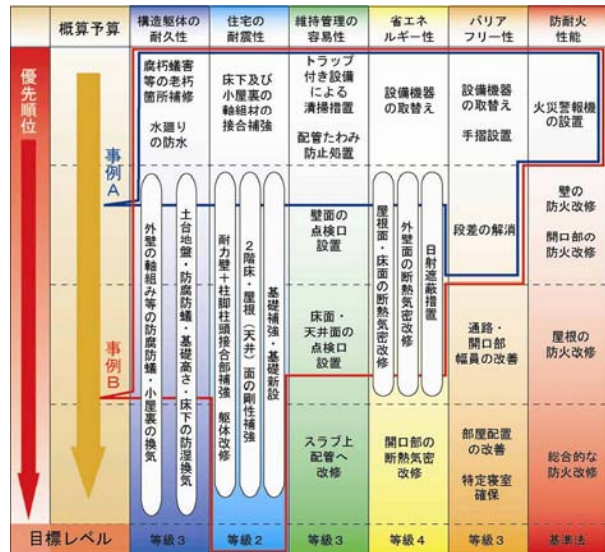 概算予算
構造躯体の
耐久性
住宅の
耐震性
維持管理の
容易性
省エネ
ルギー性
バリア
フリー性
防耐火
性能
優先順位
事例A
事例B
腐朽蟻害
等の老朽
箇所補修
水廻り
の防水
床下及び
小屋裏の
軸組材の
接合補強
トラップ
付き設備
による
清掃措置
配管たわみ
防止処置
設備機器
の取替え
設備機器
の取替え
手摺設置
火災警報機
の設置
外壁の軸組み等の防腐防蟻・小屋裏の換気
土台地盤・防腐防蟻・基礎高さ・床下の防湿換気
耐力壁＋柱脚柱頭接合部補強 躯体改修
2階床・屋根（天井）面の剛性補強
基礎補強・基礎新設
壁面の
点検口
設置
屋根面・床面の断熱気密改修
外壁面の断熱気密改修
日射遮蔽措置
段差の解消
壁の
防火改修
開口部の
防火改修
床面・
天井面の
点検口
設置
通路・
開口部
幅員の改善
屋根の
防火改修
スラブ上
配管へ
改修
開口部の
断熱気密
改修
部屋配置
の改善
特定寝室
確保
総合的な
防火改修
目標レベル
等級3
等級2
等級3
等級4
等級3
基準法